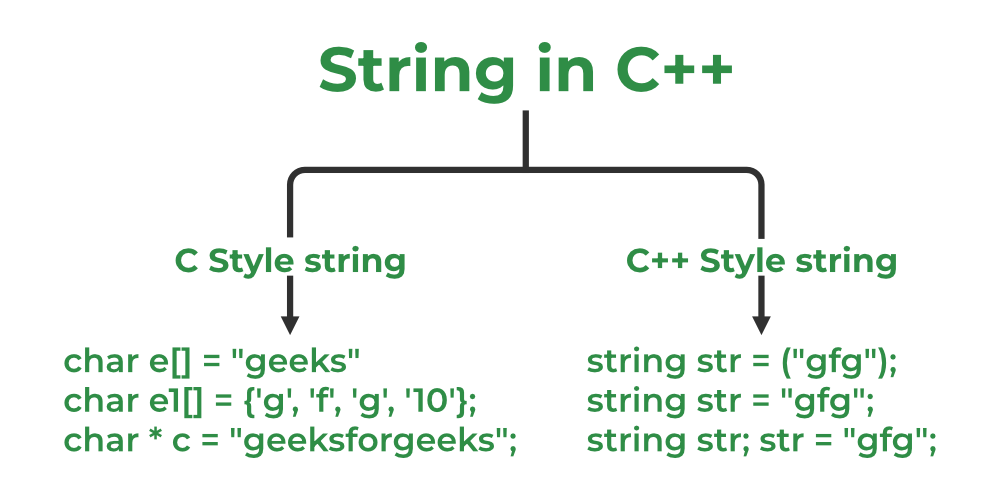 String in C++
C Style string
C++ Style string
char e[] = "geeks"
char e1[] = {'g', 'f', 'g', '10'};
char * c = "geeksforgeeks";
string str = ("gfg");
string str = "gfg";
string str; str = "gfg";